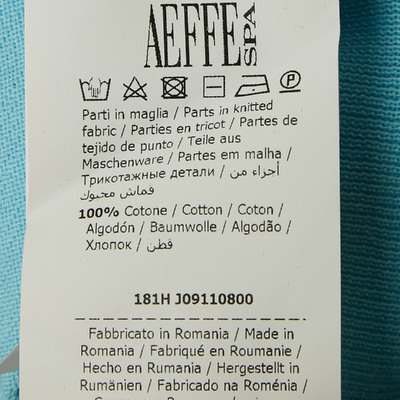 AEFFE SPA
P
Parti in maglia / Parts in knitted
fabric / Parties en tricot / Partes de
tejido de punto / Teile aus
Maschenware / Partes em malha /
Трикотажные детали / أجزاء من
قماش محبوك
100% Cotone / Cotton / Coton /
Algodón / Baumwolle / Algodão /
Хлопок / قطن
181H J09110800
Fabbricato in Romania / Made in
Romania / Fabriqué en Roumanie /
Hecho en Rumania / Hergestellt in
Rumänien / Fabricado na Roménia /